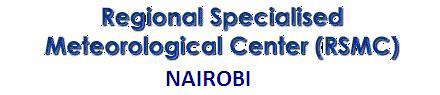 Regional Specialised
Meteorological Center (RSMC)
NAIROBI